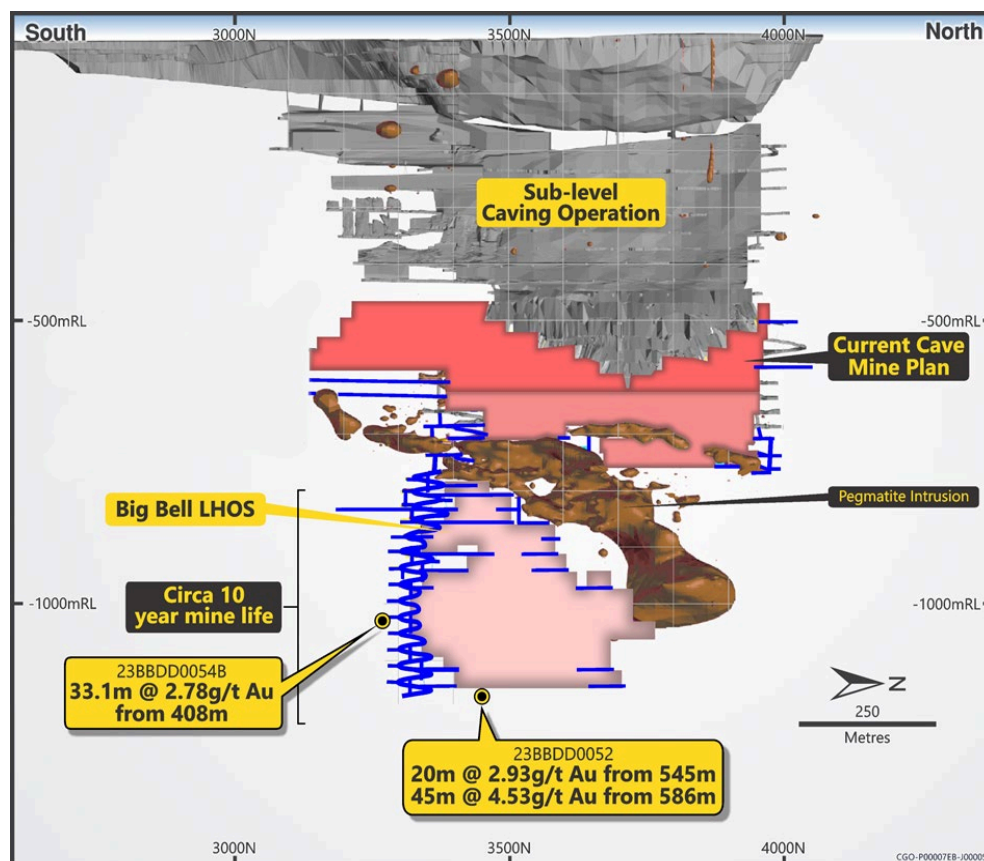 South
3000N
3500N
4000N
North
Sub-level
Caving Operation
-500mRL
-500mRL
Current Cave
Mine Plan
Big Bell LHOS
Pegmatite Intrusion
Circa 10
year mine life
-1000mRL
-1000mRL
23BBDD0054B
33.1m @ 2.78g/t Au
from 408m
N
250
Metres
23BBDD0052
20m @ 2.93g/t Au from 545m
45m @ 4.53g/t Au from 586m
3000N
3500N
4000N